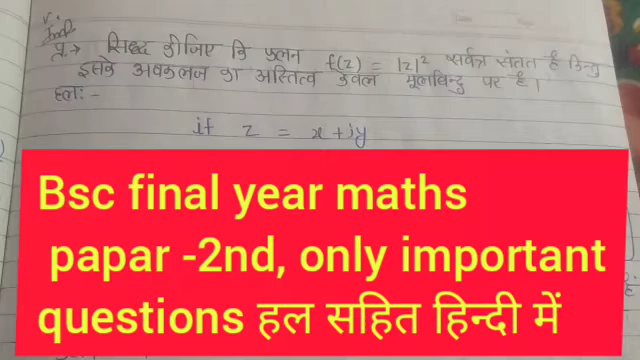 V. Imp
प्र.→ सिद्ध कीजिए कि फलन f(z) = |z|² सर्वत्र संतत है किन्तु
इसके अवकलज का अस्तित्व केवल मूलबिन्दु पर है।
हलः-
if z = x+iy
Bsc final year maths
papar -2nd, only important
questions हल सहित हिन्दी में